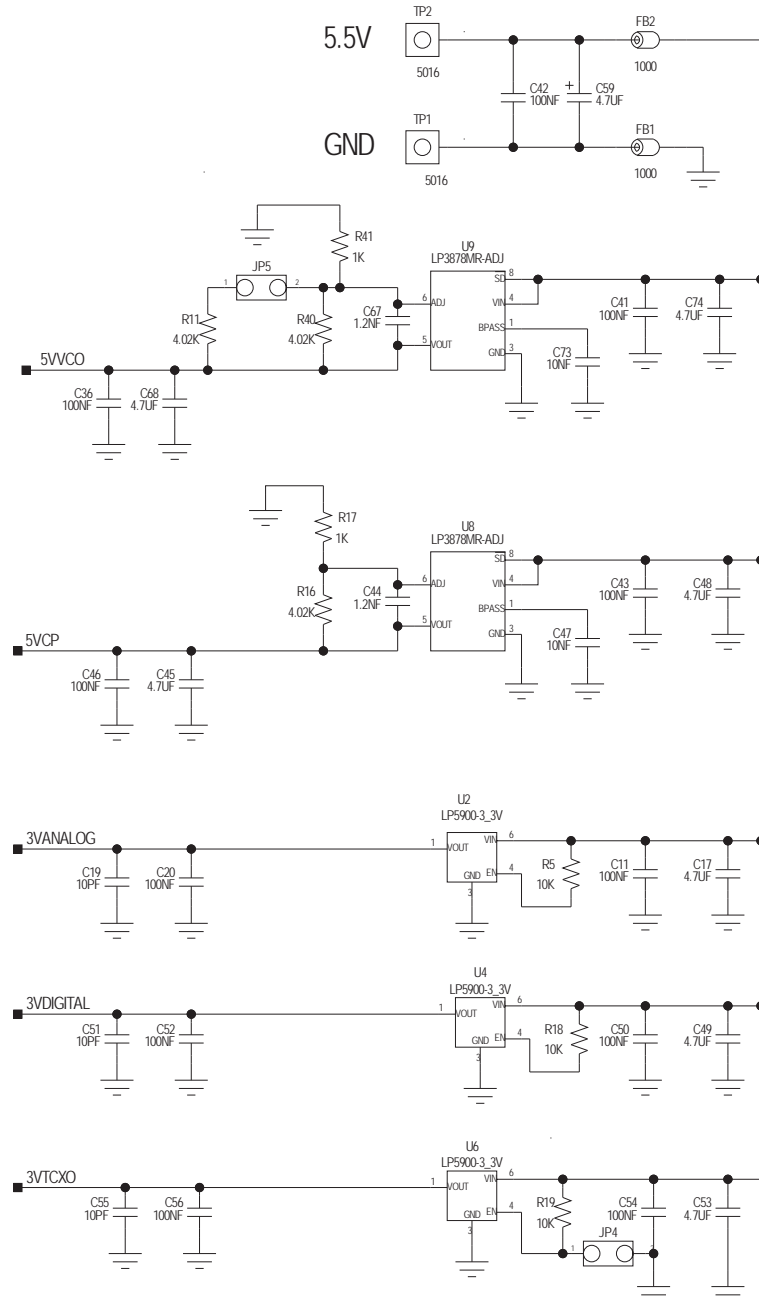 TP2
5.5V
FB2
5016
1000
C42
100NF
+
C59
4.7UF
TP1
GND
FB1
5016
1000
R41
1K
U9
LP3878MR-ADJ
JP5
1
2
R11
4.02K
R40
4.02K
C67
1.2NF
6
ADJ
5
VOUT
SD
8
VIN
4
BPASS
1
GND
3
C73
10NF
C41
100NF
C74
4.7UF
5VVCO
C36
100NF
C68
4.7UF
R17
1K
U8
LP3878MR-ADJ
R16
4.02K
C44
1.2NF
6
ADJ
5
VOUT
SD
8
VIN
4
BPASS
1
GND
3
C47
10NF
C43
100NF
C48
4.7UF
5VCP
C46
100NF
C45
4.7UF
U2
LP5900-3_3V
3VANALOG
1
VOUT
VIN
6
GND
EN
4
3
C19
10PF
C20
100NF
R5
10K
C11
100NF
C17
4.7UF
U4
LP5900-3_3V
3VDIGITAL
1
VOUT
VIN
6
GND
EN
4
3
C51
10PF
C52
100NF
R18
10K
C50
100NF
C49
4.7UF
U6
LP5900-3_3V
3VTCXO
1
VOUT
VIN
6
GND
EN
4
3
C55
10PF
C56
100NF
R19
10K
C54
100NF
C53
4.7UF
JP4
1